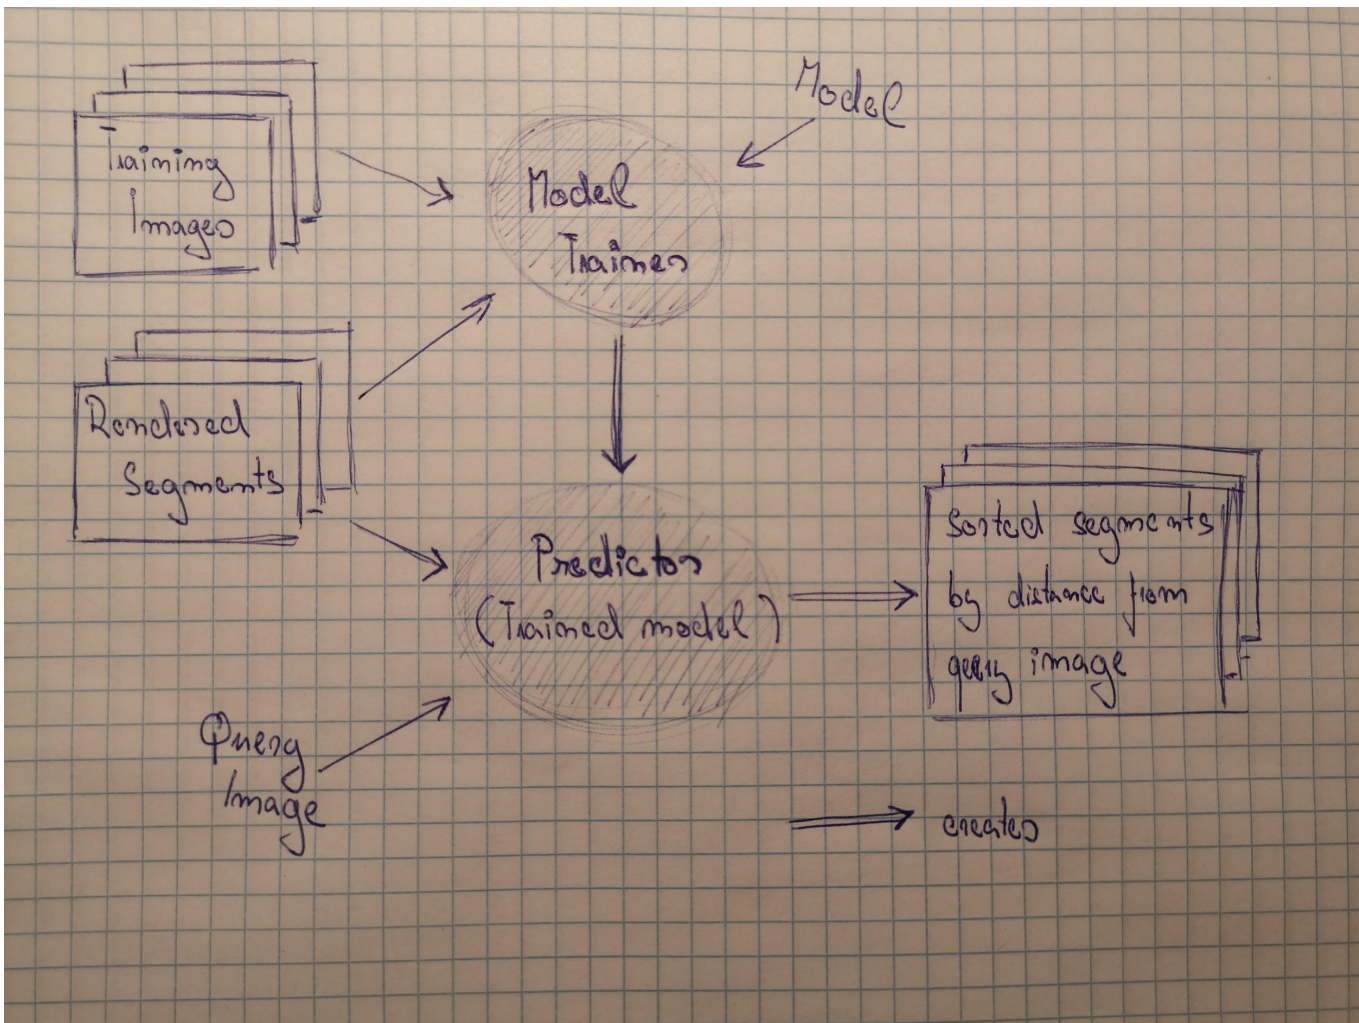 Training
Images
Model
Model
Trainer
Rendered
Segments
Predictor
(Trained model)
Sorted segments
by distance from
query image
Query
Image
creates